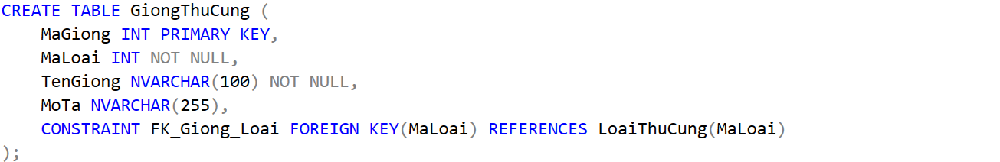 CREATE TABLE GiongThuCung (
    MaGiong INT PRIMARY KEY,
    MaLoai INT NOT NULL,
    TenGiong NVARCHAR(100) NOT NULL,
    MoTa NVARCHAR(255),
    CONSTRAINT FK_Giong_Loai FOREIGN KEY(MaLoai) REFERENCES LoaiThuCung(MaLoai)
);